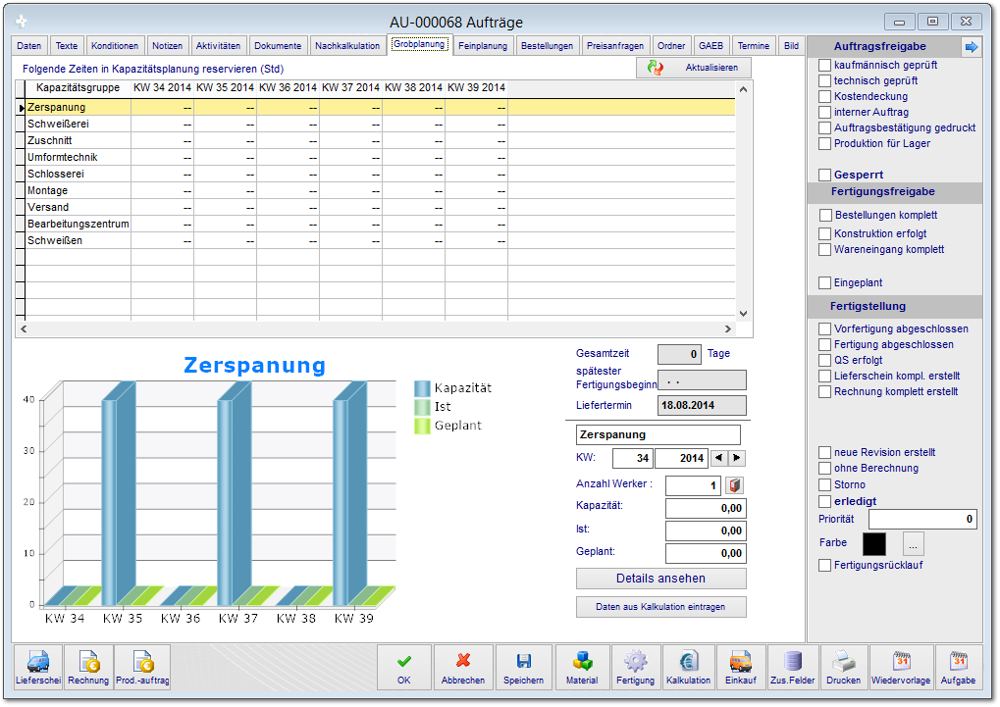 AU-000068 Aufträge
Daten Texte Konditionen Notizen Aktivitäten Dokumente Nachkalkulation Grobplanung Feinplanung Bestellungen Preisanfragen Ordner GAEB Termine Bild
Folgende Zeiten in Kapazitätsplanung reservieren (Std)
Aktualisieren
Kapazitätsgruppe KW 34 2014 KW 35 2014 KW 36 2014 KW 37 2014 KW 38 2014 KW 39 2014
Zerspanung -- -- -- -- -- --
Schweißerei -- -- -- -- -- --
Zuschnitt -- -- -- -- -- --
Umformtechnik -- -- -- -- -- --
Schlosserei -- -- -- -- -- --
Montage -- -- -- -- -- --
Versand -- -- -- -- -- --
Bearbeitungszentrum -- -- -- -- -- --
Schweißen -- -- -- -- -- --
Zerspanung
40
30
20
10
0
KW 34 KW 35 KW 36 KW 37 KW 38 KW 39
Kapazität
Ist
Geplant
Gesamtzeit 0 Tage
spätester
Fertigungsbeginn . .
Liefertermin 18.08.2014
Zerspanung
KW: 34 2014
Anzahl Werker : 1
Kapazität: 0,00
Ist: 0,00
Geplant: 0,00
Details ansehen
Daten aus Kalkulation eintragen
Auftragsfreigabe
kaufmännisch geprüft
technisch geprüft
Kostendeckung
interner Auftrag
Auftragsbestätigung gedruckt
Produktion für Lager
Gesperrt
Fertigungsfreigabe
Bestellungen komplett
Konstruktion erfolgt
Wareneingang komplett
Eingeplant
Fertigstellung
Vorfertigung abgeschlossen
Fertigung abgeschlossen
QS erfolgt
Lieferschein kompl. erstellt
Rechnung komplett erstellt
neue Revision erstellt
ohne Berechnung
Storno
erledigt
Priorität 0
Farbe ...
Fertigungsrücklauf
Lieferschei Rechnung Prod.-auftrag OK Abbrechen Speichern Material Fertigung Kalkulation Einkauf Zus.Felder Drucken 31 Wiedervorlage 31 Aufgabe